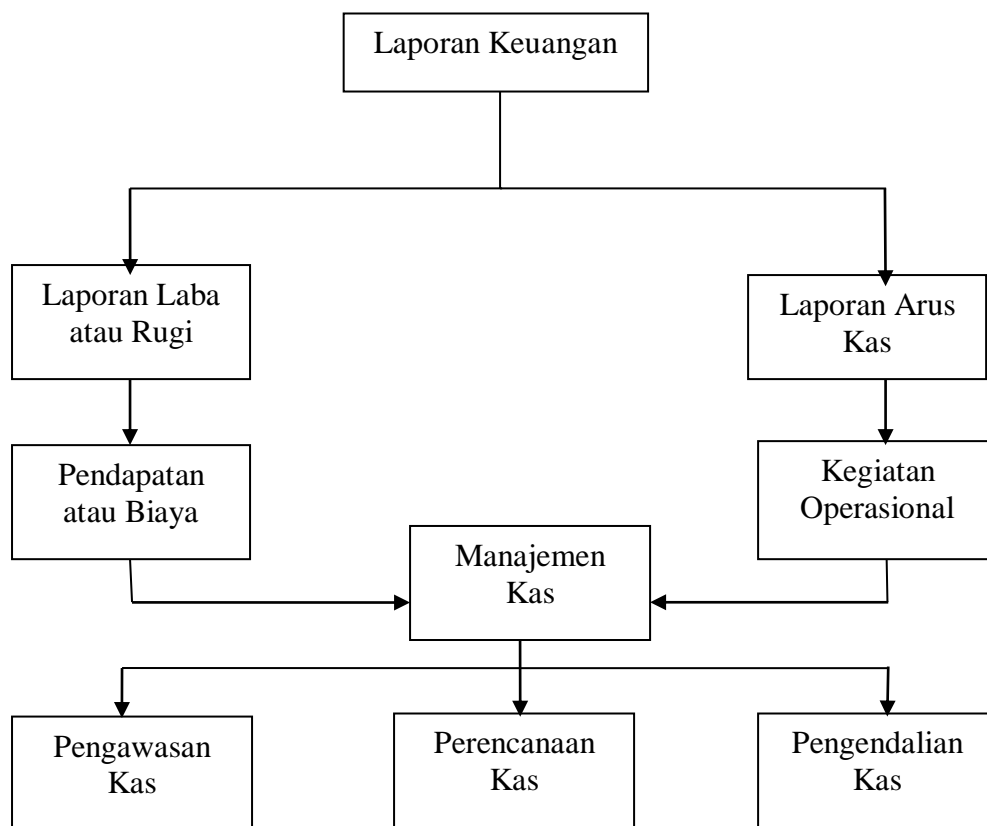 Laporan Keuangan
Laporan Laba
atau Rugi
Laporan Arus
Kas
Pendapatan
atau Biaya
Kegiatan
Operasional
Manajemen
Kas
Pengawasan
Kas
Perencanaan
Kas
Pengendalian
Kas